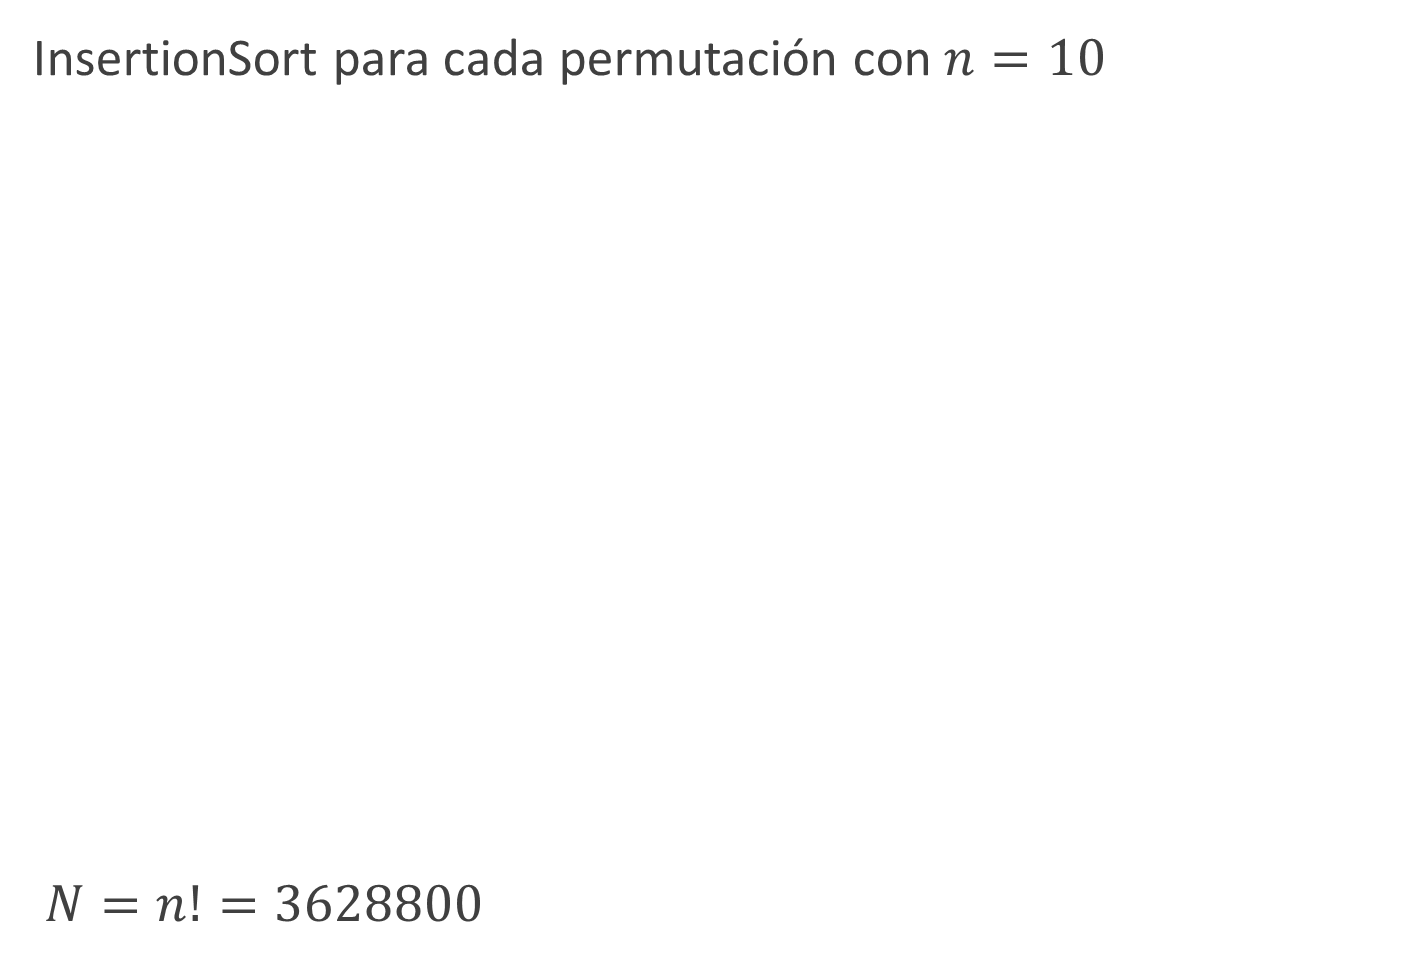 InsertionSort para cada permutación con n = 10
N = n! = 3628800